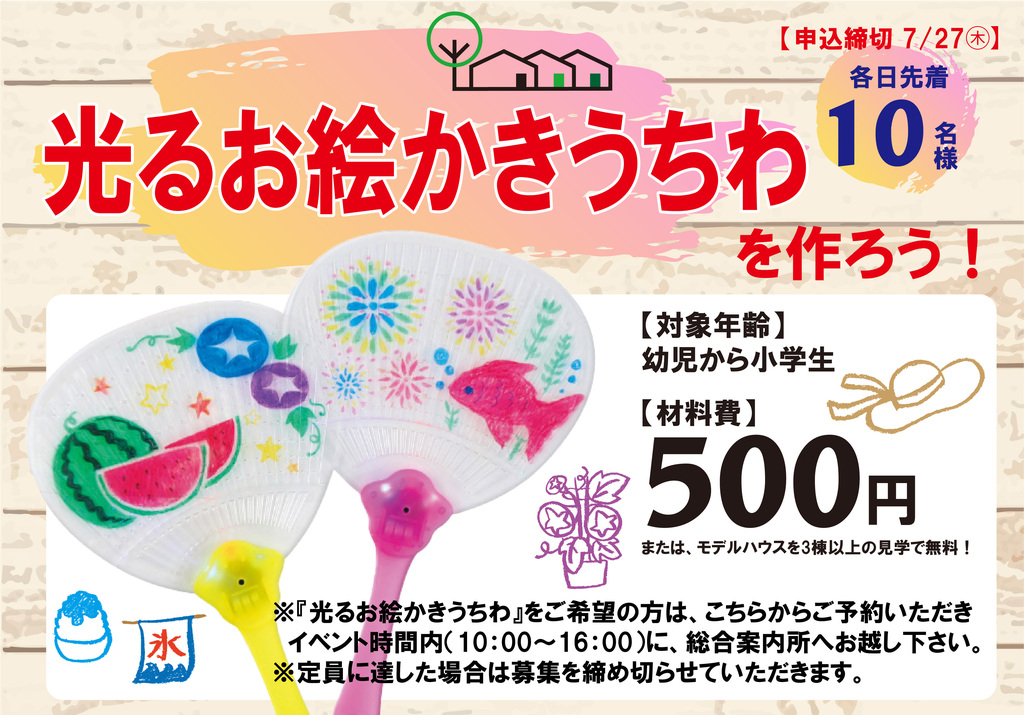 【申込締切 7/27㊍】
各日先着
10名様
光るお絵かきうちわ
を作ろう！
【対象年齢】
幼児から小学生
【材料費】
500円
または、モデルハウスを3棟以上の見学で無料！
氷
※『光るお絵かきうちわ』をご希望の方は、こちらからご予約いただき
イベント時間内（10：00～16：00）に、総合案内所へお越し下さい。
※定員に達した場合は募集を締め切らせていただきます。